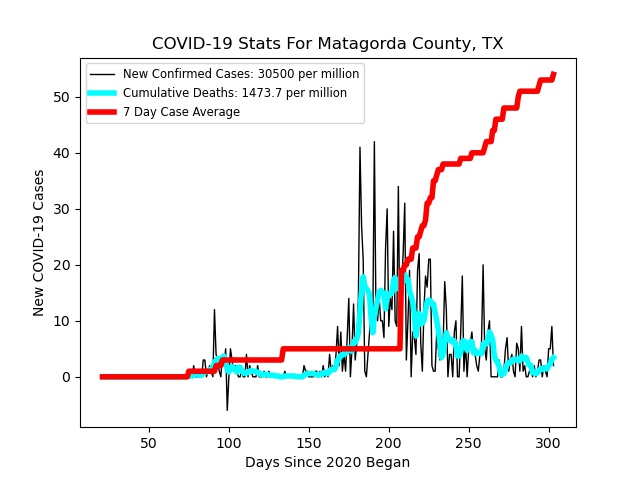 COVID-19 Stats For Matagorda County, TX
New Confirmed Cases: 30500 per million
Cumulative Deaths: 1473.7 per million
7 Day Case Average
New COVID-19 Cases
50
40
30
20
10
0
50 100 150 200 250 300
Days Since 2020 Began